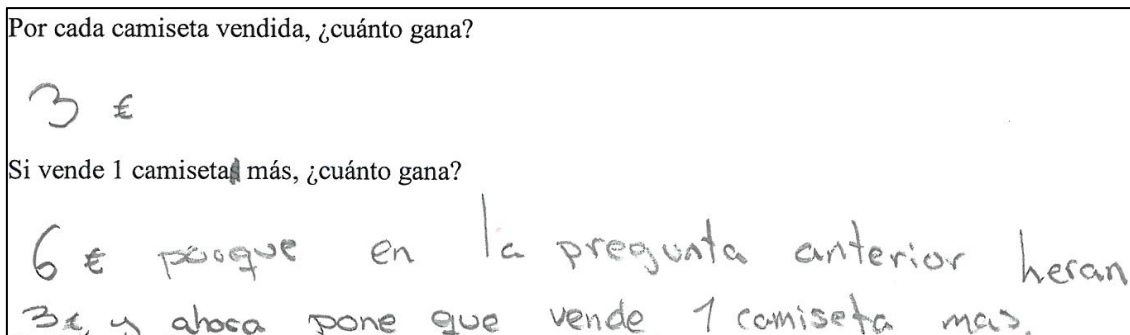 Por cada camiseta vendida, ¿cuánto gana?
3 €
Si vende 1 camiseta más, ¿cuánto gana?
6 € porque en la pregunta anterior heran
3€, y ahora pone que vende 1 camiseta mas.